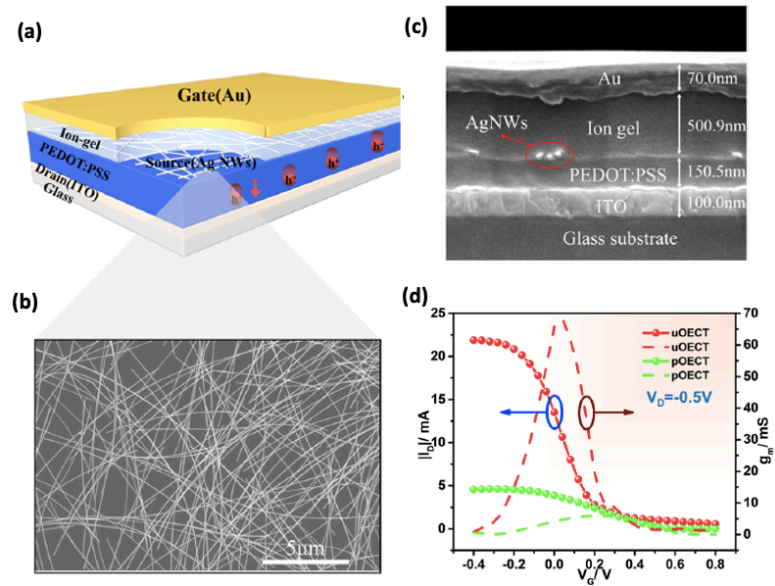 (a)
Gate(Au)
Ion-gel
Source(Ag NWs)
PEDOT:PSS
Drain(ITO)
Glass
h⁺ h⁺ h⁺ h⁺
(b)
5μm
(c)
Au
70.0nm
AgNWs
Ion gel
500.9nm
PEDOT:PSS
150.5nm
ITO
100.0nm
Glass substrate
(d)
25
20
15
10
5
0
|I_D|/ mA
70
60
50
40
30
20
10
0
g_m/ mS
uOECT
uOECT
pOECT
pOECT
V_D=-0.5V
-0.4 -0.2 0.0 0.2 0.4 0.6 0.8
V_G/ V